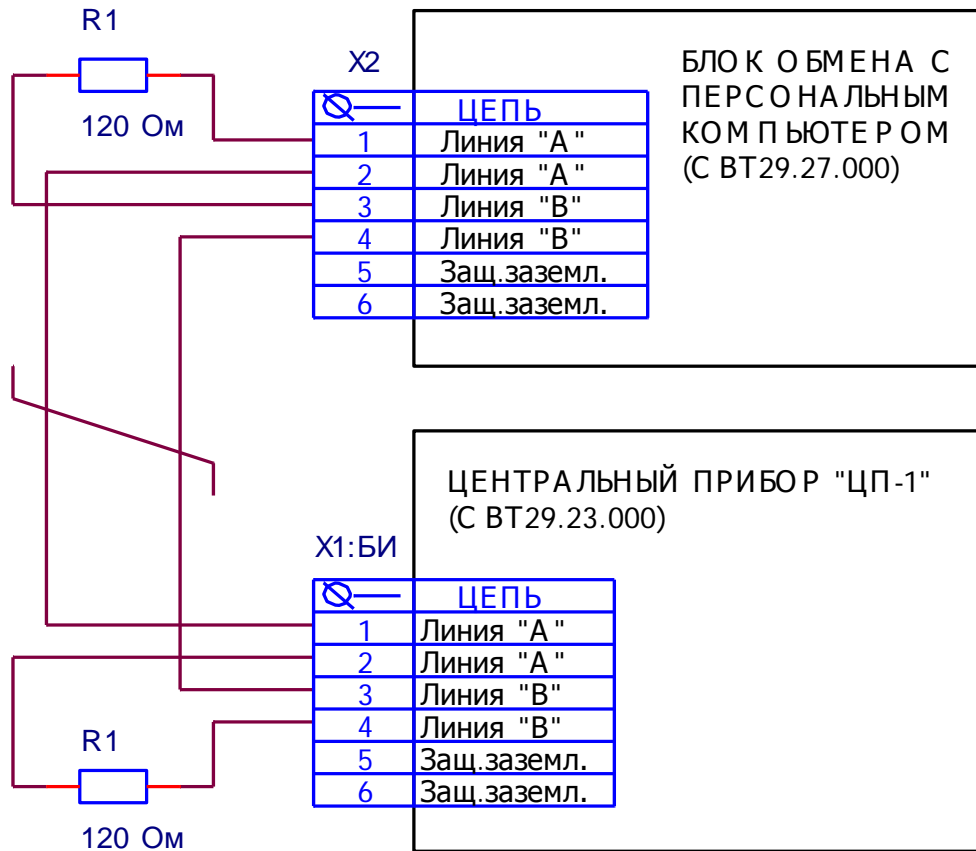 R1
120 Ом
X2
ЦЕПЬ
1 Линия "А"
2 Линия "А"
3 Линия "В"
4 Линия "В"
5 Защ.заземл.
6 Защ.заземл.
БЛОК ОБМЕНА С
ПЕРСОНАЛЬНЫМ
КОМПЬЮТЕРОМ
(СВТ29.27.000)
ЦЕНТРАЛЬНЫЙ ПРИБОР "ЦП-1"
(СВТ29.23.000)
X1:БИ
ЦЕПЬ
1 Линия "А"
2 Линия "А"
3 Линия "В"
4 Линия "В"
5 Защ.заземл.
6 Защ.заземл.
R1
120 Ом